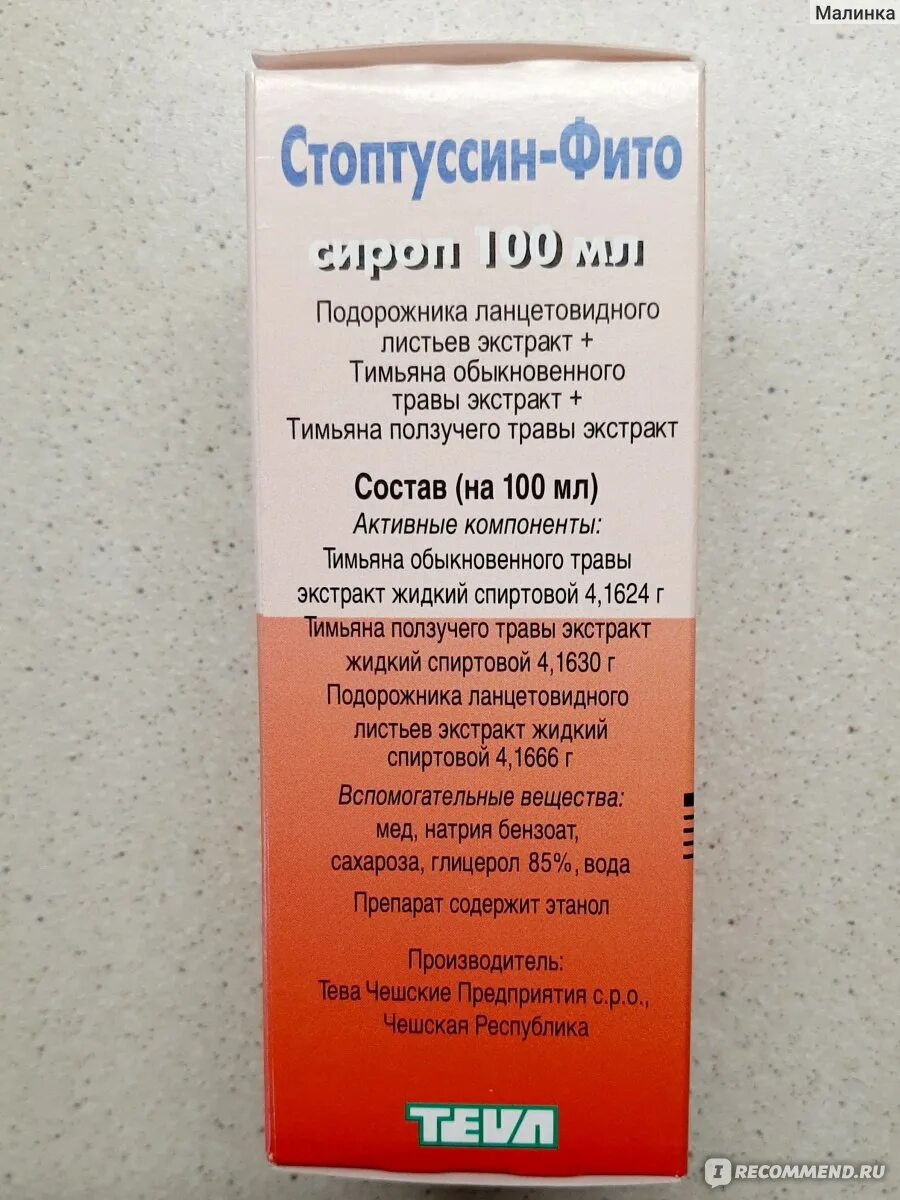 Малинка
Стоптуссин-Фито
сироп 100 мл
Подорожника ланцетовидного
листьев экстракт +
Тимьяна обыкновенного
травы экстракт +
Тимьяна ползучего травы экстракт
Состав (на 100 мл)
Активные компоненты:
Тимьяна обыкновенного травы
экстракт жидкий спиртовой 4,1624 г
Тимьяна ползучего травы экстракт
жидкий спиртовой 4,1630 г
Подорожника ланцетовидного
листьев экстракт жидкий
спиртовой 4,1666 г
Вспомогательные вещества:
мед, натрия бензоат,
сахароза, глицерол 85%, вода
Препарат содержит этанол
Производитель:
Тева Чешские Предприятия с.р.о.,
Чешская Республика
TEVA
I RECOMMEND.RU